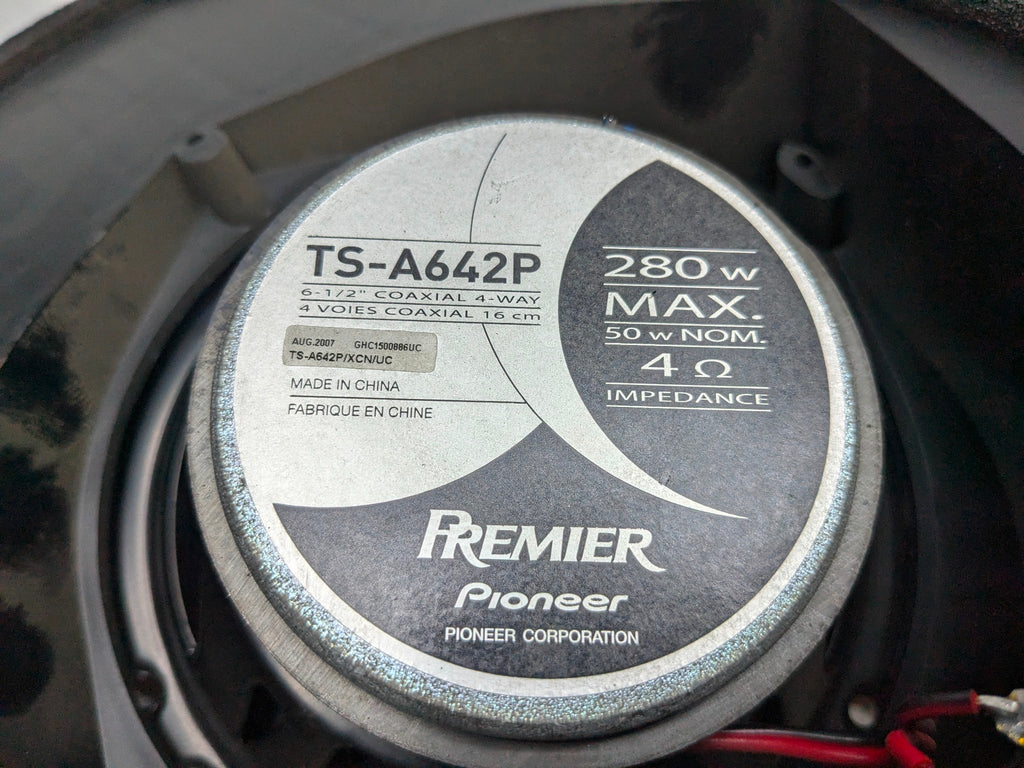 TS-A642P
6-1/2" COAXIAL 4-WAY
4 VOIES COAXIAL 16 cm
AUG.2007 GHC1500886UC
TS-A642P/XCN/UC
MADE IN CHINA
FABRIQUE EN CHINE
280 W
MAX.
50 W NOM.
4 Ω
IMPEDANCE
PREMIER
Pioneer
PIONEER CORPORATION